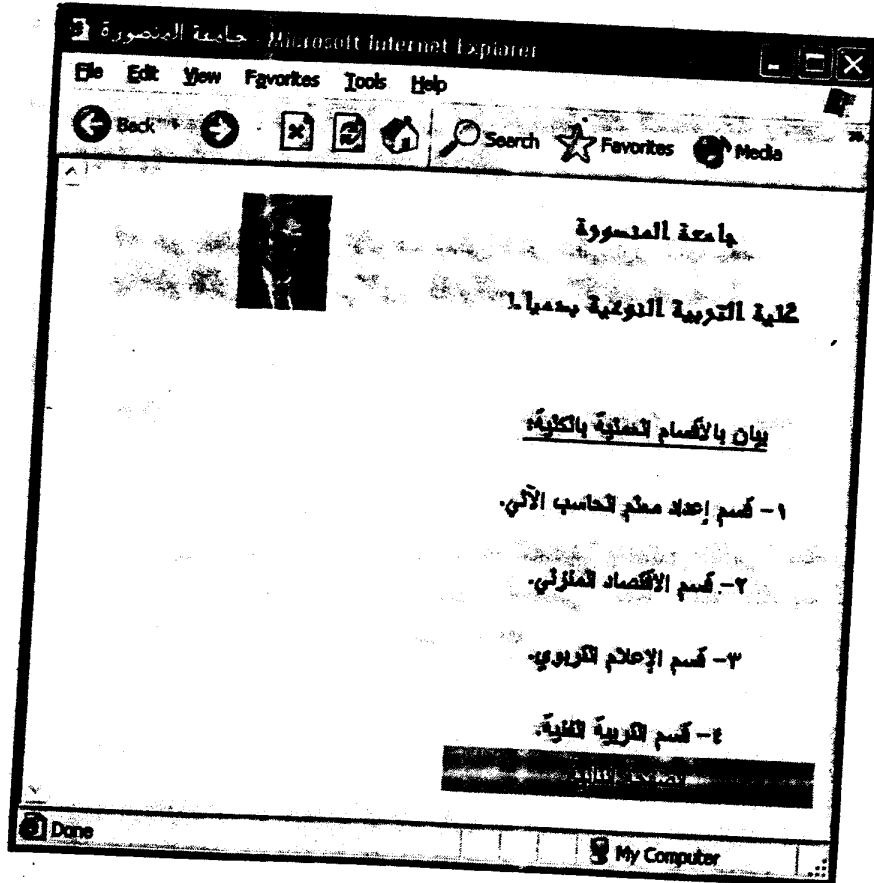 جامعة المنصورة - Microsoft Internet Explorer
File Edit View Favorites Tools Help
Back Search Favorites Media
جامعة المنصورة
كلية التربية النوعية بدمياط
بيان بالأقسام العلمية بالكلية:
١- قسم إعداد معلم الحاسب الآلي.
٢- قسم الاقتصاد المنزلي.
٣- قسم الإعلام التربوي.
٤- قسم التربية الفنية.
الصفحة التالية
Done My Computer